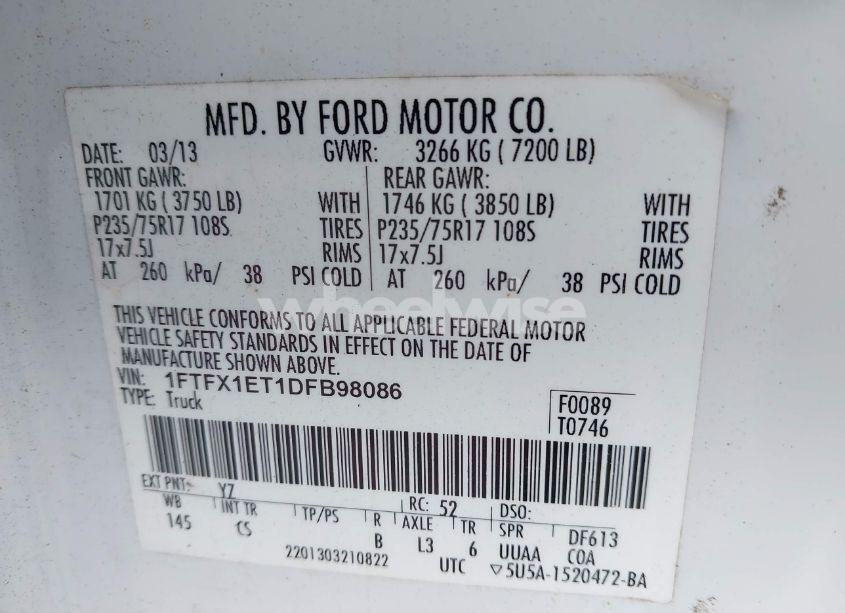 MFD. BY FORD MOTOR CO.
DATE: 03/13 GVWR: 3266 KG ( 7200 LB)
FRONT GAWR: REAR GAWR:
1701 KG ( 3750 LB) WITH 1746 KG ( 3850 LB) WITH
P235/75R17 108S TIRES P235/75R17 108S TIRES
17x7.5J RIMS 17x7.5J RIMS
AT 260 kPa/ 38 PSI COLD AT 260 kPa/ 38 PSI COLD
wheelwise
THIS VEHICLE CONFORMS TO ALL APPLICABLE FEDERAL MOTOR
VEHICLE SAFETY STANDARDS IN EFFECT ON THE DATE OF
MANUFACTURE SHOWN ABOVE.
VIN: 1FTFX1ET1DFB98086
TYPE: Truck
F0089
T0746
EXT PNT: YZ RC: 52 DSO:
WB INT TR TP/PS R AXLE TR SPR DF613
145 CS B L3 6 UUAA COA
2201303210822 UTC ▽5U5A-1520472-BA